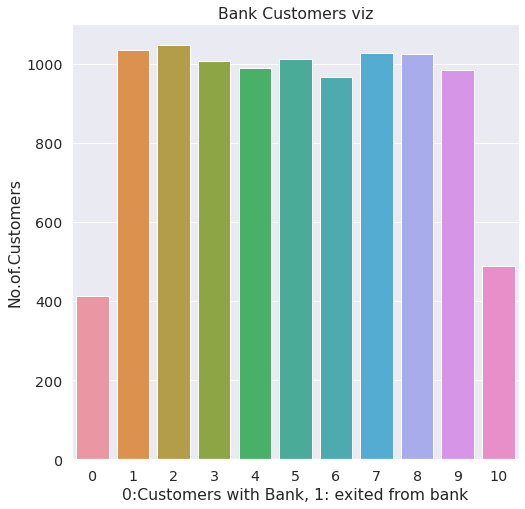 Bank Customers viz
1000
800
600
400
200
0
No.of.Customers
0 1 2 3 4 5 6 7 8 9 10
0:Customers with Bank, 1: exited from bank